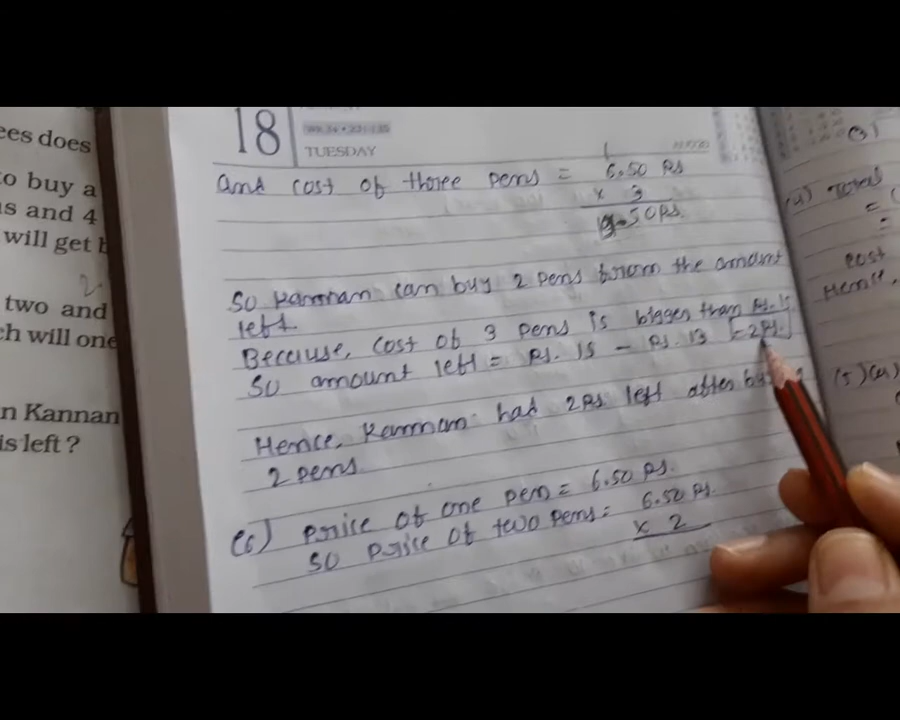 ees does
to buy a
s and 4
will get
two and
ch will one
n Kannan
is left ?
18
TUESDAY
and cost of three pens = 6.50 Rs
× 3
19.50 Rs.
So Kannan can buy 2 pens from the amount
left.
Because, cost of 3 pens is bigger than Rs. 15
So amount left = Rs. 15 - Rs. 13 = 2 Rs.
Hence, Kannan had 2 Rs left after
2 pens
(c) Price of one pen = 6.50 Rs.
So price of two pens = 6.50 Rs.
× 2
(3)
Total
=
=
cost
Hence,